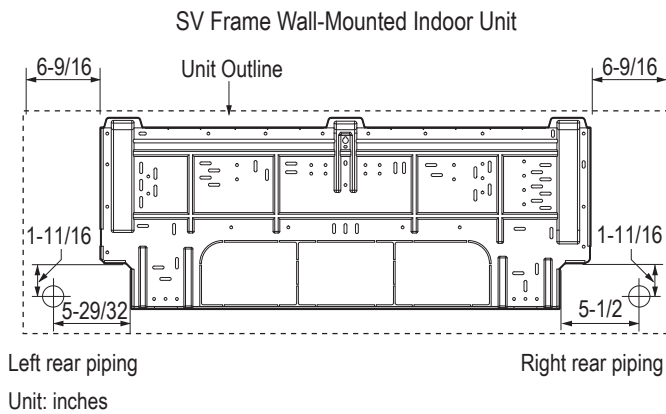 SV Frame Wall-Mounted Indoor Unit
6-9/16
Unit Outline
6-9/16
1-11/16
1-11/16
5-29/32
5-1/2
Left rear piping
Right rear piping
Unit: inches